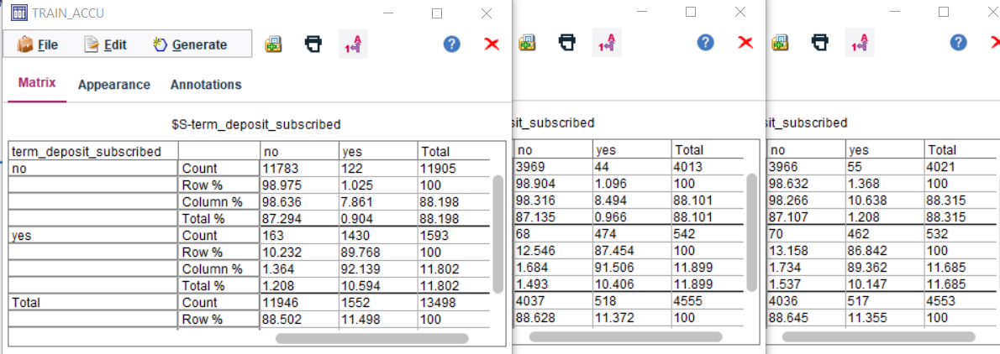 TRAIN_ACCU
File Edit Generate
Matrix Appearance Annotations
$S-term_deposit_subscribed
term_deposit_subscribed no yes Total
no Count 11783 122 11905
Row % 98.975 1.025 100
Column % 98.636 7.861 88.198
Total % 87.294 0.904 88.198
yes Count 163 1430 1593
Row % 10.232 89.768 100
Column % 1.364 92.139 11.802
Total % 1.208 10.594 11.802
Total Count 11946 1552 13498
Row % 88.502 11.498 100
sit_subscribed
no yes Total
3969 44 4013
98.904 1.096 100
98.316 8.494 88.101
87.135 0.966 88.101
68 474 542
12.546 87.454 100
1.684 91.506 11.899
1.493 10.406 11.899
4037 518 4555
88.628 11.372 100
sit_subscribed
no yes Total
3966 55 4021
98.632 1.368 100
98.266 10.638 88.315
87.107 1.208 88.315
70 462 532
13.158 86.842 100
1.734 89.362 11.685
1.537 10.147 11.685
4036 517 4553
88.645 11.355 100